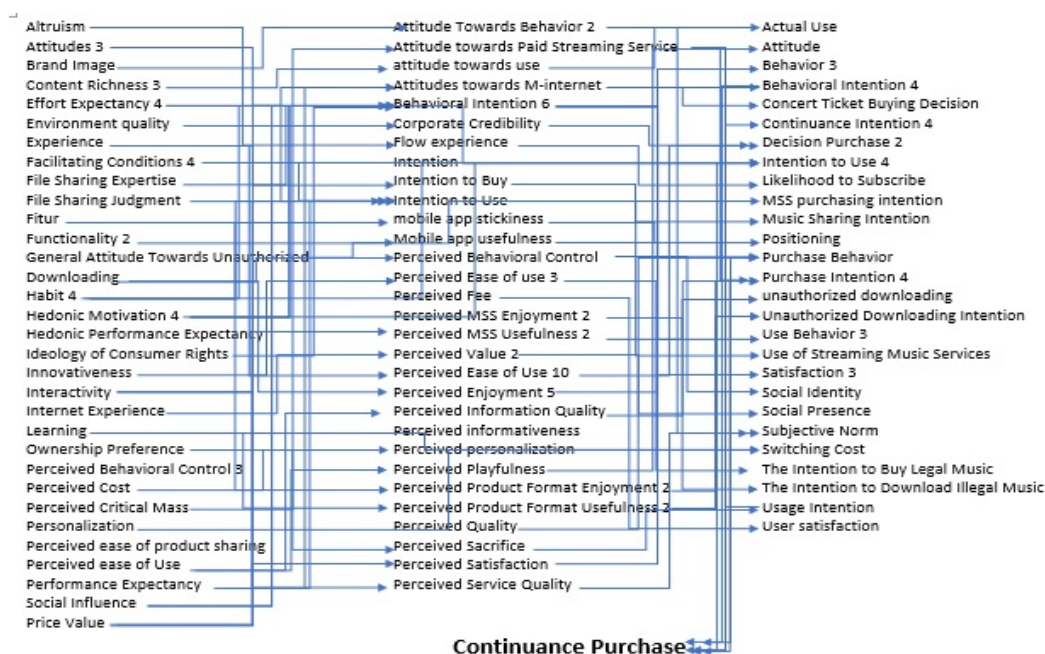 Altruism
Attitudes 3
Brand Image
Content Richness 3
Effort Expectancy 4
Environment quality
Experience
Facilitating Conditions 4
File Sharing Expertise
File Sharing Judgment
Fitur
Functionality 2
General Attitude Towards Unauthorized
Downloading
Habit 4
Hedonic Motivation 4
Hedonic Performance Expectancy
Ideology of Consumer Rights
Innovativeness
Interactivity
Internet Experience
Learning
Ownership Preference
Perceived Behavioral Control 3
Perceived Cost
Perceived Critical Mass
Personalization
Perceived ease of product sharing
Perceived ease of Use
Performance Expectancy
Social Influence
Price Value
Attitude Towards Behavior 2
Attitude towards Paid Streaming Service
attitude towards use
Attitudes towards M-internet
Behavioral Intention 6
Corporate Credibility
Flow experience
Intention
Intention to Buy
Intention to Use
mobile app stickiness
Mobile app usefulness
Perceived Behavioral Control
Perceived Ease of use 3
Perceived Fee
Perceived MSS Enjoyment 2
Perceived MSS Usefulness 2
Perceived Value 2
Perceived Ease of Use 10
Perceived Enjoyment 5
Perceived Information Quality
Perceived informativeness
Perceived personalization
Perceived Playfulness
Perceived Product Format Enjoyment 2
Perceived Product Format Usefulness 2
Perceived Quality
Perceived Sacrifice
Perceived Satisfaction
Perceived Service Quality
Actual Use
Attitude
Behavior 3
Behavioral Intention 4
Concert Ticket Buying Decision
Continuance Intention 4
Decision Purchase 2
Intention to Use 4
Likelihood to Subscribe
MSS purchasing intention
Music Sharing Intention
Positioning
Purchase Behavior
Purchase Intention 4
unauthorized downloading
Unauthorized Downloading Intention
Use Behavior 3
Use of Streaming Music Services
Satisfaction 3
Social Identity
Social Presence
Subjective Norm
Switching Cost
The Intention to Buy Legal Music
The Intention to Download Illegal Music
Usage Intention
User satisfaction
Continuance Purchase